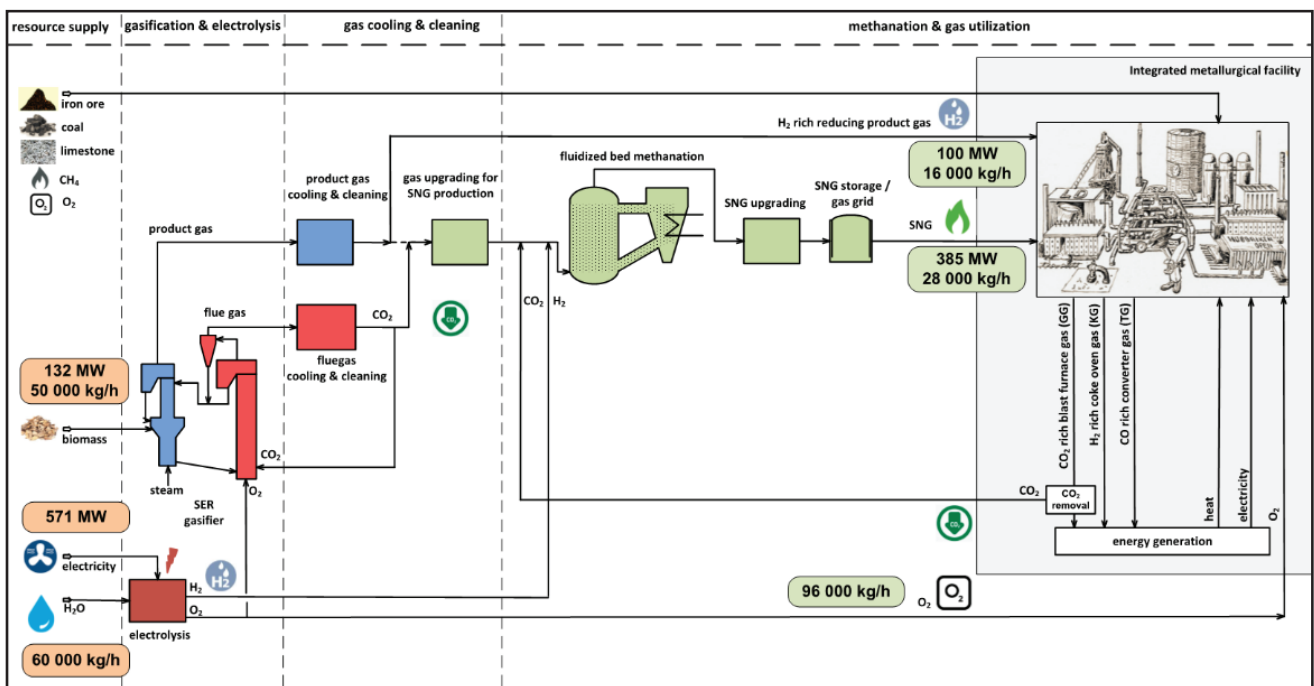 resource supply
gasification & electrolysis
gas cooling & cleaning
methanation & gas utilization
Integrated metallurgical facility
iron ore
coal
limestone
CH₄
O₂
O₂
H₂ rich reducing product gas
H2
100 MW
16 000 kg/h
product gas
cooling & cleaning
gas upgrading for
SNG production
fluidized bed methanation
SNG upgrading
SNG storage /
gas grid
SNG
385 MW
28 000 kg/h
product gas
flue gas
CO₂
fluegas
cooling & cleaning
CO₂
CO₂
H₂
132 MW
50 000 kg/h
biomass
steam
SER
gasifier
CO₂
O₂
CO₂ rich blast furnace gas (GG)
H₂ rich coke oven gas (KG)
CO rich converter gas (TG)
heat
electricity
O₂
CO₂
CO₂
CO₂
removal
energy generation
571 MW
electricity
H₂O
H2
H₂
O₂
electrolysis
60 000 kg/h
96 000 kg/h
O₂
O₂